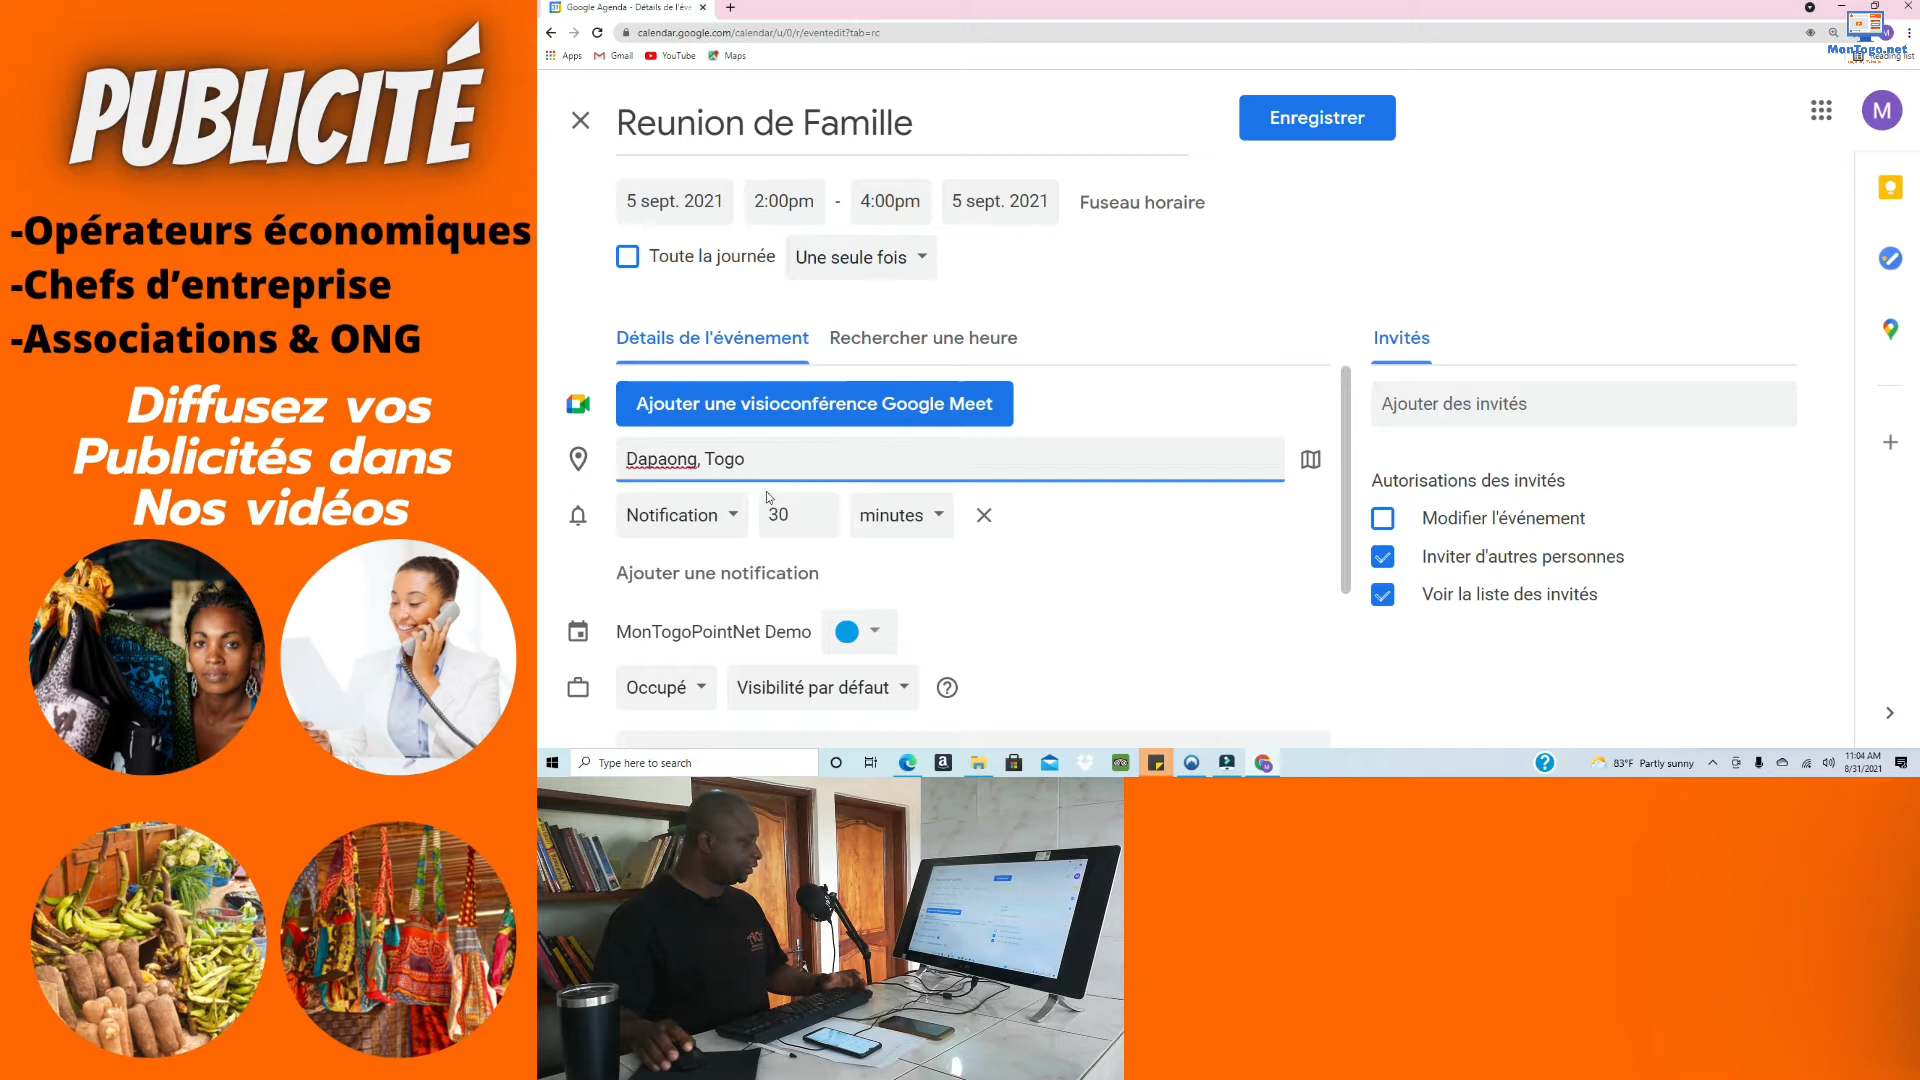 PUBLICITÉ
-Opérateurs économiques
-Chefs d’entreprise
-Associations & ONG
Diffusez vos
Publicités dans
Nos vidéos
Google Agenda - Détails de l'év
calendar.google.com/calendar/u/0/r/eventedit?tab=rc
Apps Gmail YouTube Maps
Reading list
MonTogo.net
Reunion de Famille
Enregistrer
M
5 sept. 2021 2:00pm - 4:00pm 5 sept. 2021 Fuseau horaire
Toute la journée Une seule fois
Détails de l'événement Rechercher une heure
Invités
Ajouter une visioconférence Google Meet
Ajouter des invités
Dapaong, Togo
Autorisations des invités
Notification 30 minutes
Modifier l'événement
Inviter d'autres personnes
Ajouter une notification
Voir la liste des invités
MonTogoPointNet Demo
Occupé Visibilité par défaut
Type here to search
83°F Partly sunny
11:04 AM
8/31/2021